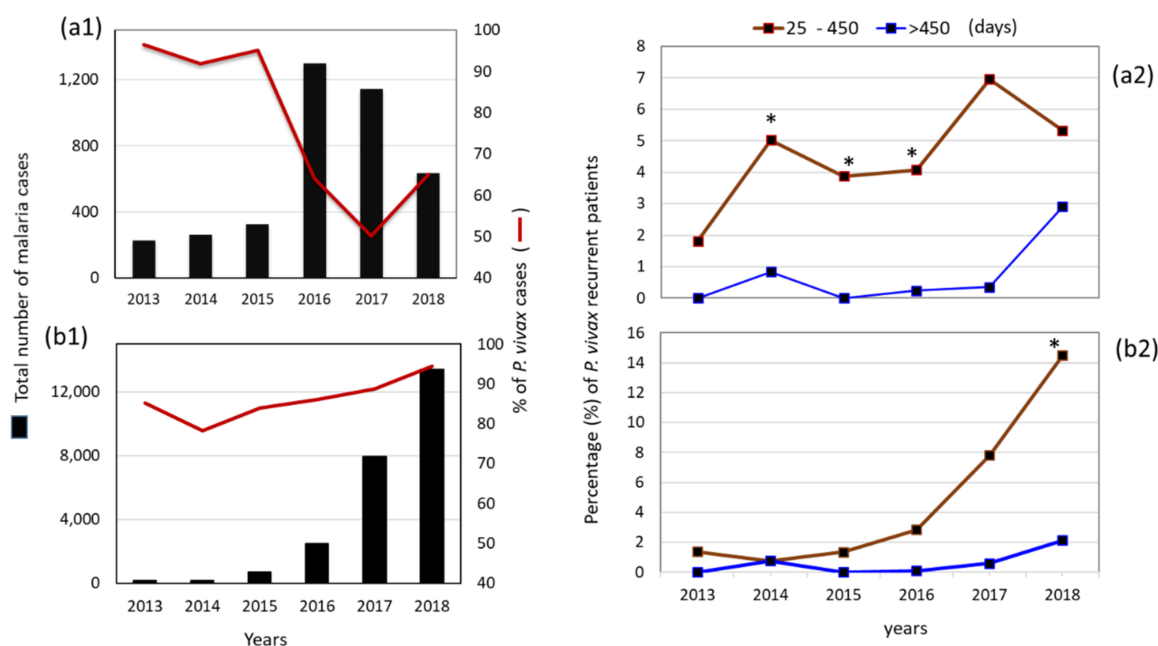 (a1)
100
90
80
70
60
50
40
1,200
800
400
0
2013 2014 2015 2016 2017 2018
Total number of malaria cases
% of P. vivax cases ( )
(b1)
100
90
80
70
60
50
40
12,000
8,000
4,000
0
2013 2014 2015 2016 2017 2018
Years
25 - 450 >450 (days)
(a2)
8
7
6
5
4
3
2
1
0
* * *
2013 2014 2015 2016 2017 2018
Percentage (%) of P. vivax recurrent patients
(b2)
16
14
12
10
8
6
4
2
0
*
2013 2014 2015 2016 2017 2018
years